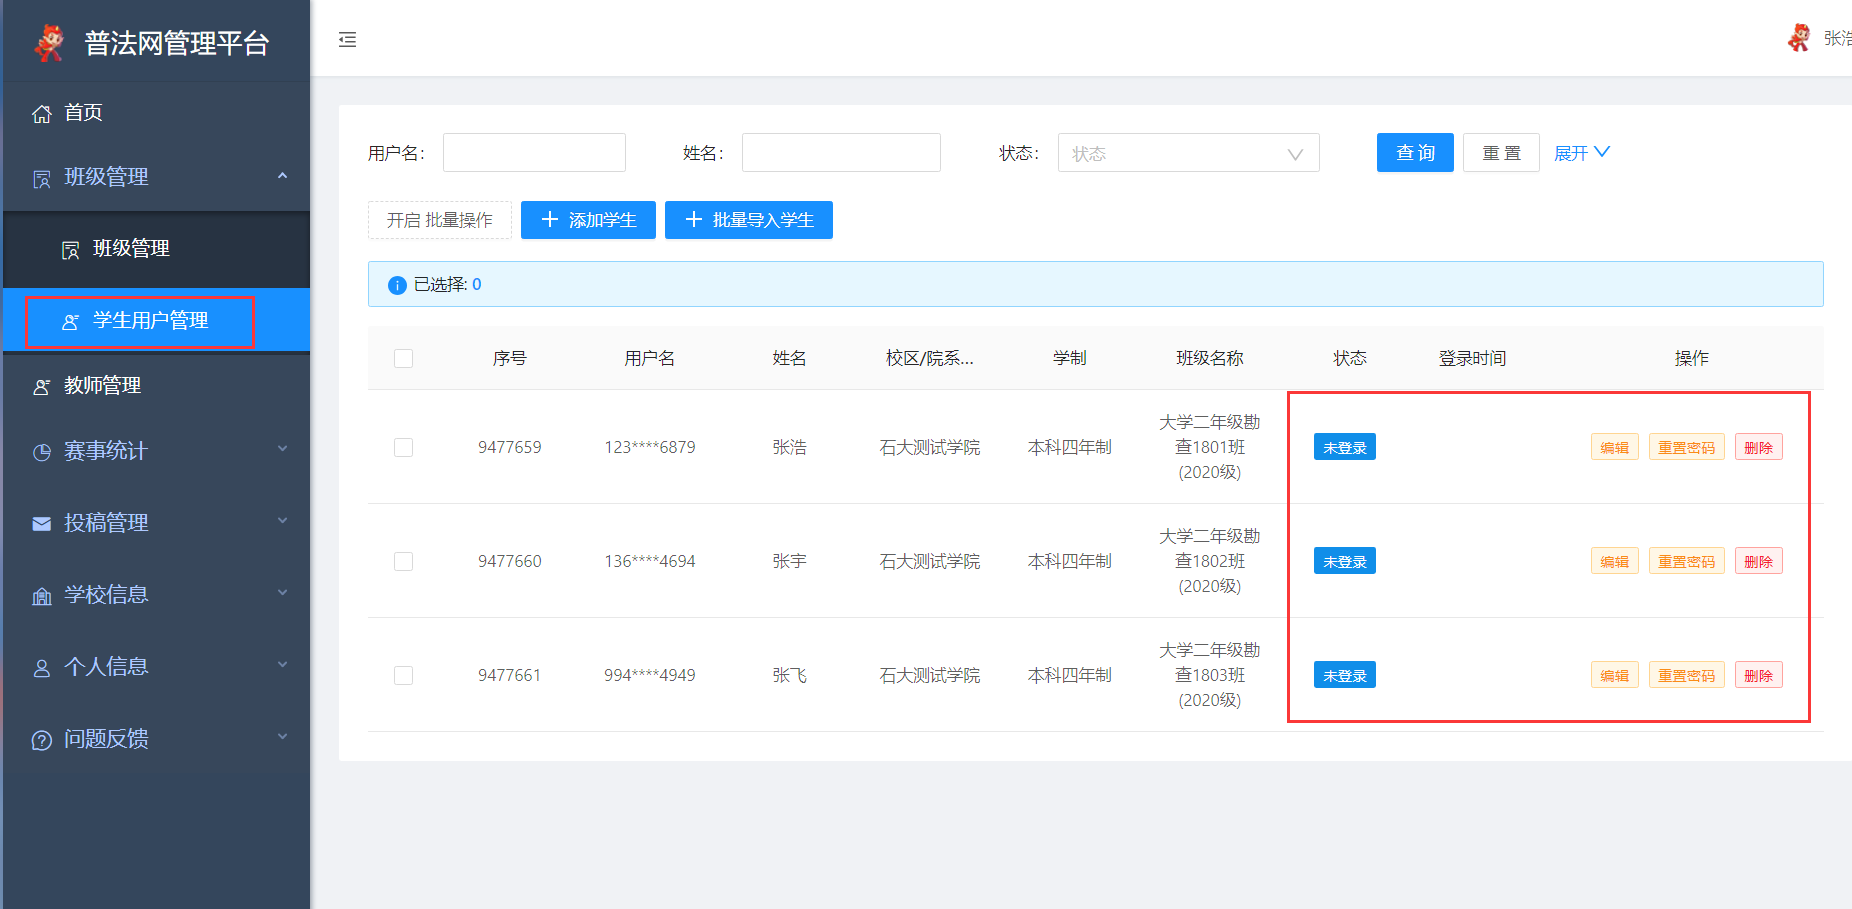 普法网管理平台
张浩
首页
班级管理
班级管理
学生用户管理
教师管理
赛事统计
投稿管理
学校信息
个人信息
问题反馈
用户名: 姓名: 状态: 状态 查 询 重 置 展开
开启 批量操作 添加学生 批量导入学生
已选择: 0
序号 用户名 姓名 校区/院系... 学制 班级名称 状态 登录时间 操作
9477659 123****6879 张浩 石大测试学院 本科四年制 大学二年级勘
查1801班
(2020级)
未登录 编辑 重置密码 删除
9477660 136****4694 张宇 石大测试学院 本科四年制 大学二年级勘
查1802班
(2020级)
未登录 编辑 重置密码 删除
9477661 994****4949 张飞 石大测试学院 本科四年制 大学二年级勘
查1803班
(2020级)
未登录 编辑 重置密码 删除